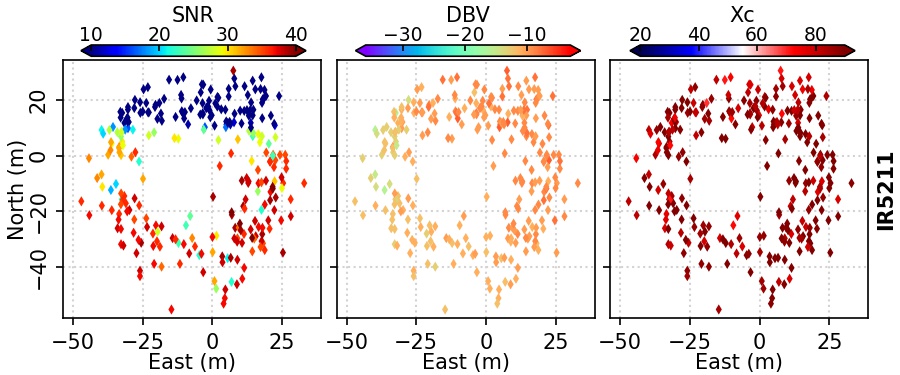 SNR DBV Xc
10 20 30 40 −30 −20 −10 20 40 60 80
North (m)
20
0
−20
−40
−50 −25 0 25 −50 −25 0 25 −50 −25 0 25
East (m) East (m) East (m)
IR5211